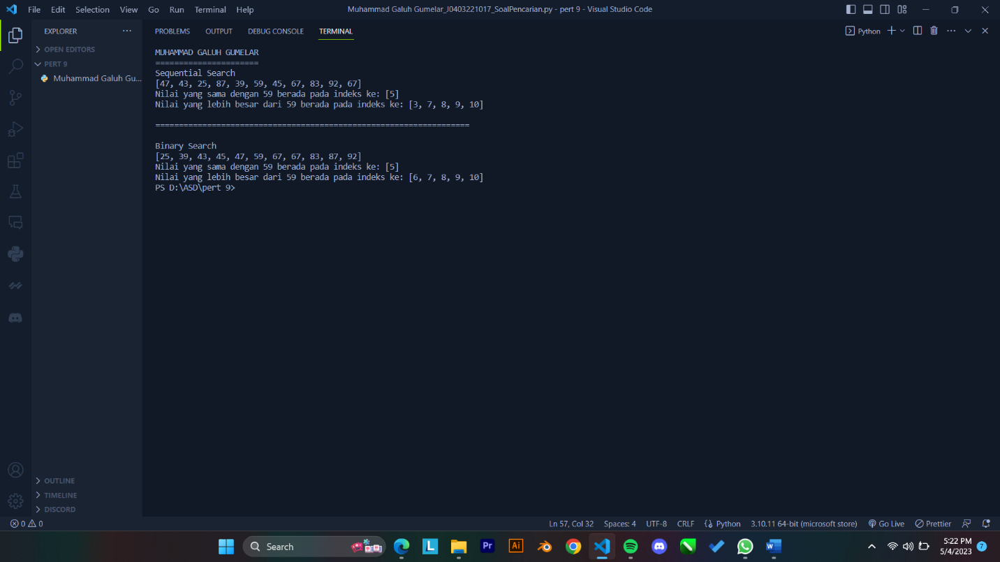 File Edit Selection View Go Run Terminal Help
Muhammad Galuh Gumelar_J0403221017_SoalPencarian.py - pert 9 - Visual Studio Code
EXPLORER
OPEN EDITORS
PERT 9
Muhammad Galuh Gu...
PROBLEMS OUTPUT DEBUG CONSOLE TERMINAL
Python
MUHAMMAD GALUH GUMELAR
======================
Sequential Search
[47, 43, 25, 87, 39, 59, 45, 67, 83, 92, 67]
Nilai yang sama dengan 59 berada pada indeks ke: [5]
Nilai yang lebih besar dari 59 berada pada indeks ke: [3, 7, 8, 9, 10]
===================================================================
Binary Search
[25, 39, 43, 45, 47, 59, 67, 67, 83, 87, 92]
Nilai yang sama dengan 59 berada pada indeks ke: [5]
Nilai yang lebih besar dari 59 berada pada indeks ke: [6, 7, 8, 9, 10]
PS D:\ASD\pert 9>
OUTLINE
TIMELINE
DISCORD
0 0
Ln 57, Col 32 Spaces: 4 UTF-8 CRLF Python 3.10.11 64-bit (microsoft store) Go Live Prettier
Search
L
Pr
Ai
W
5:22 PM
5/4/2023
7